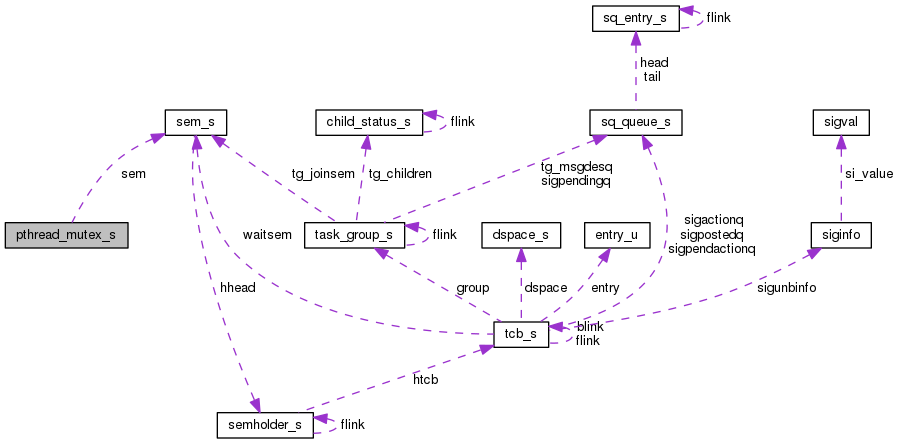 sq_entry_s
flink
head
tail
sem_s
child_status_s
flink
sq_queue_s
sigval
sem
tg_joinsem
tg_children
tg_msgdesq
sigpendingq
si_value
pthread_mutex_s
waitsem
task_group_s
flink
dspace_s
entry_u
sigactionq
sigpostedq
sigpendactionq
siginfo
hhead
group
dspace
entry
sigunbinfo
tcb_s
blink
flink
htcb
semholder_s
flink